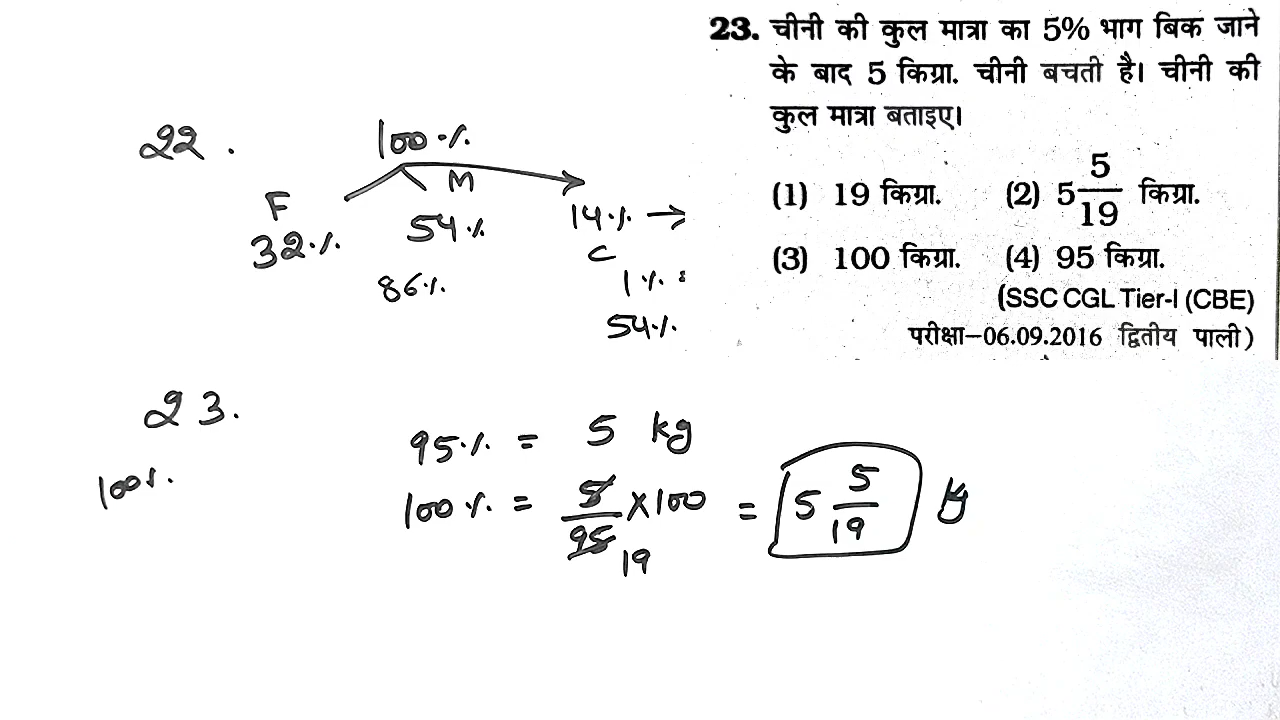 23. चीनी की कुल मात्रा का 5% भाग बिक जाने
के बाद 5 किग्रा. चीनी बचती है। चीनी की
कुल मात्रा बताइए।
(1) 19 किग्रा. (2) 5 5/19 किग्रा.
(3) 100 किग्रा. (4) 95 किग्रा.
(SSC CGL Tier-I (CBE)
परीक्षा–06.09.2016 द्वितीय पाली)
22.
100%
F M
32% 54% 14% →
C
86% 1% :
54%
23.
95% = 5 kg
100%
100% = 5/95 × 100 = 5 5/19 kg
19